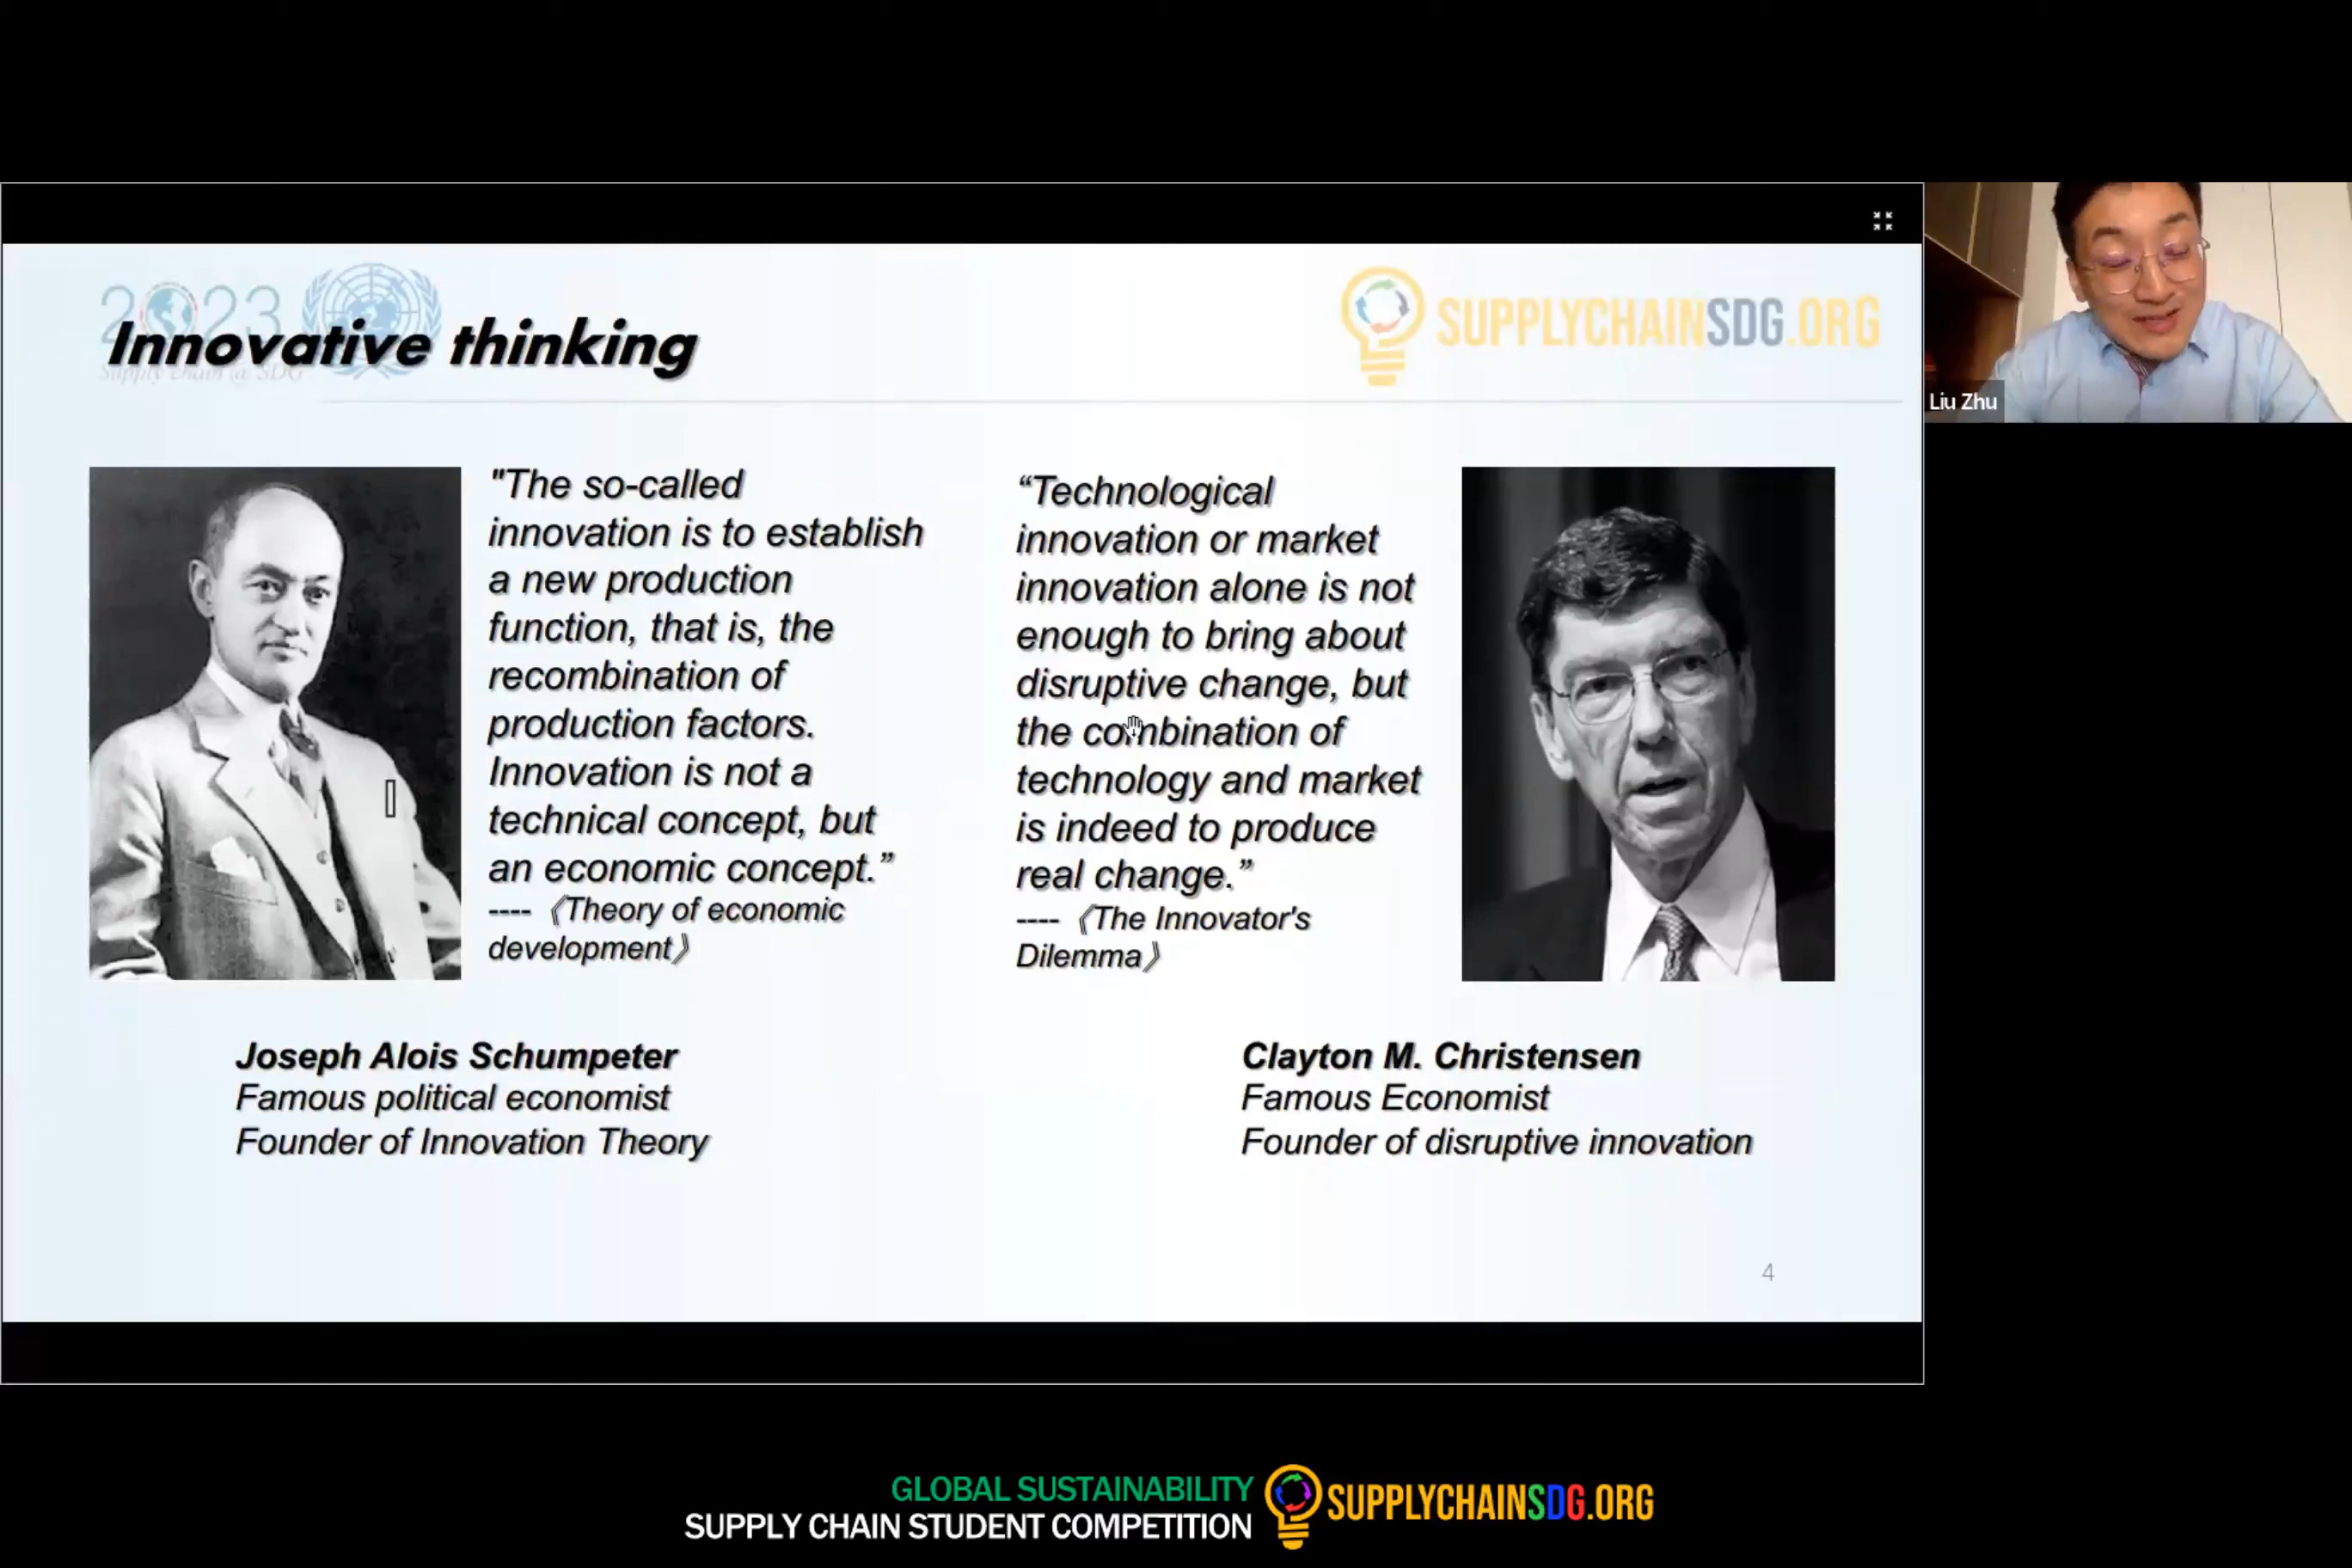 2023
Supply chain @ SDG
Innovative thinking
SUPPLYCHAINSDG.ORG
Liu Zhu
"The so-called
innovation is to establish
a new production
function, that is, the
recombination of
production factors.
Innovation is not a
technical concept, but
an economic concept.”
---- 《Theory of economic
development》
“Technological
innovation or market
innovation alone is not
enough to bring about
disruptive change, but
the combination of
technology and market
is indeed to produce
real change.”
---- 《The Innovator's
Dilemma》
Joseph Alois Schumpeter
Famous political economist
Founder of Innovation Theory
Clayton M. Christensen
Famous Economist
Founder of disruptive innovation
4
GLOBAL SUSTAINABILITY
SUPPLY CHAIN STUDENT COMPETITION
SUPPLYCHAINSDG.ORG